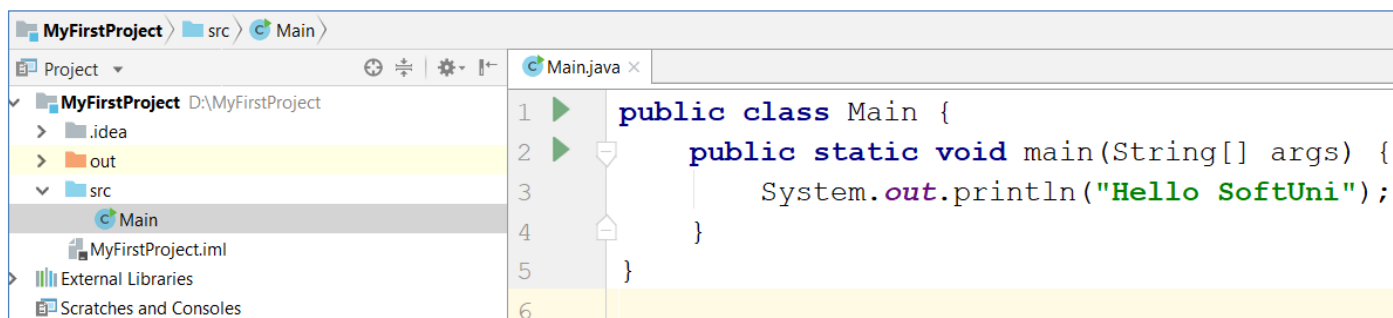 MyFirstProject src Main
Project
MyFirstProject D:\MyFirstProject
.idea
out
src
Main
MyFirstProject.iml
External Libraries
Scratches and Consoles
Main.java
1 public class Main {
2 public static void main(String[] args) {
3 System.out.println("Hello SoftUni");
4 }
5 }
6